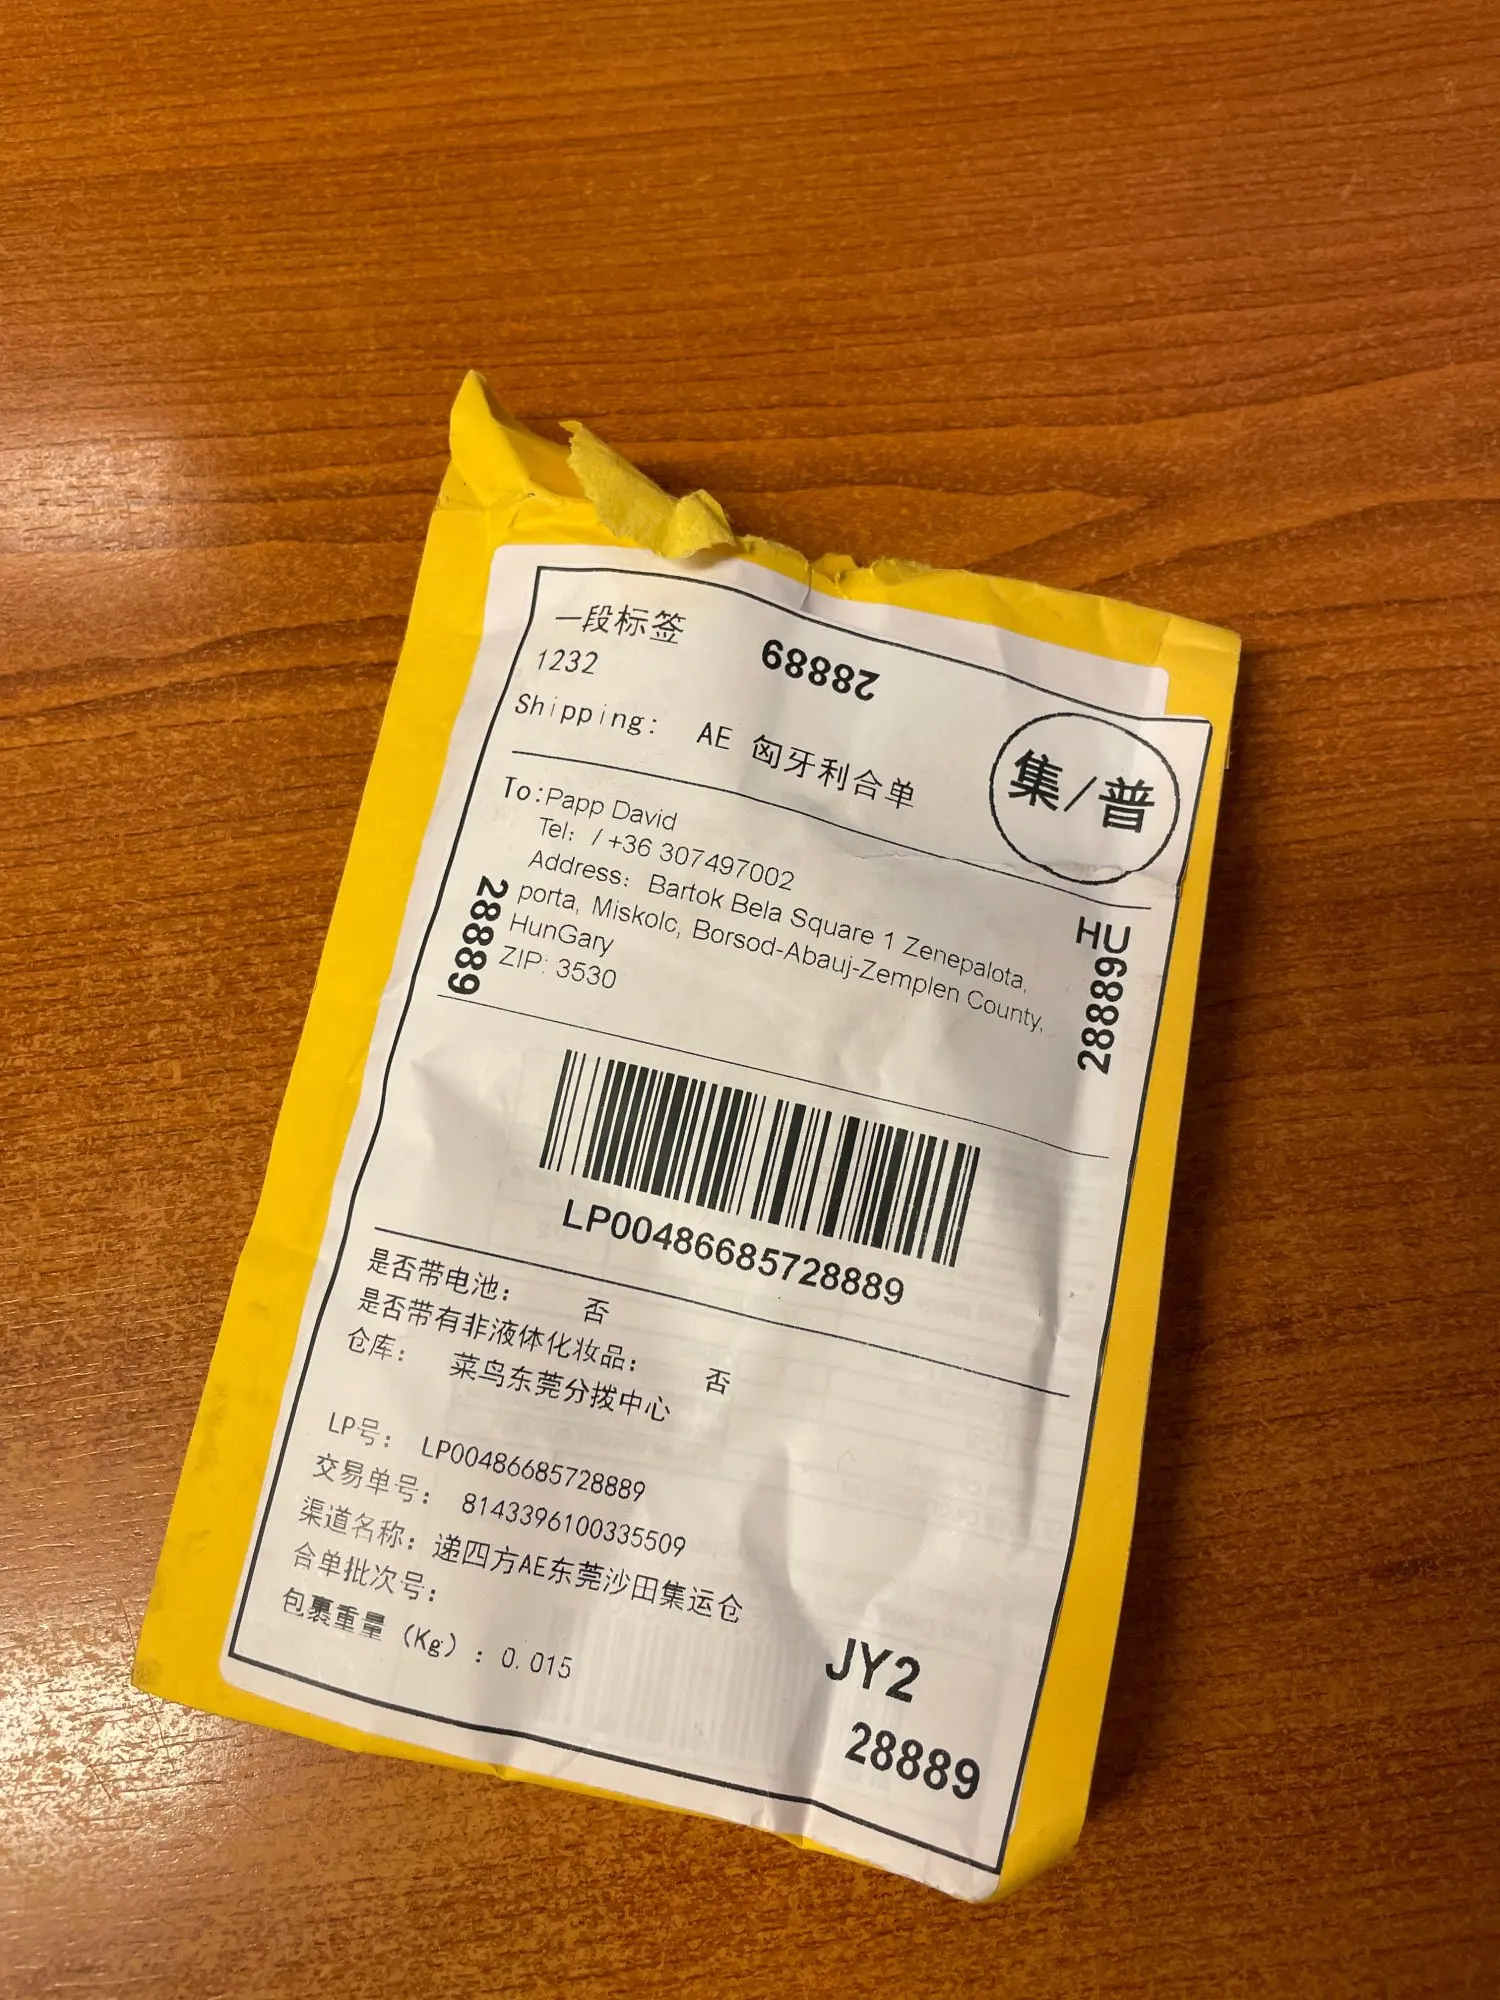 一段标签
28889
1232
Shipping: AE 匈牙利合单
集/普
To:Papp David
Tel: / +36 307497002
Address: Bartok Bela Square 1 Zenepalota,
porta, Miskolc, Borsod-Abauj-Zemplen County,
HunGary
ZIP: 3530
28889
HU
28889
LP00486685728889
是否带电池: 否
是否带有非液体化妆品: 否
仓库: 菜鸟东莞分拨中心
LP号: LP00486685728889
交易单号: 8143396100335509
渠道名称: 递四方AE东莞沙田集运仓
合单批次号:
包裹重量 (Kg) : 0.015
JY2
28889